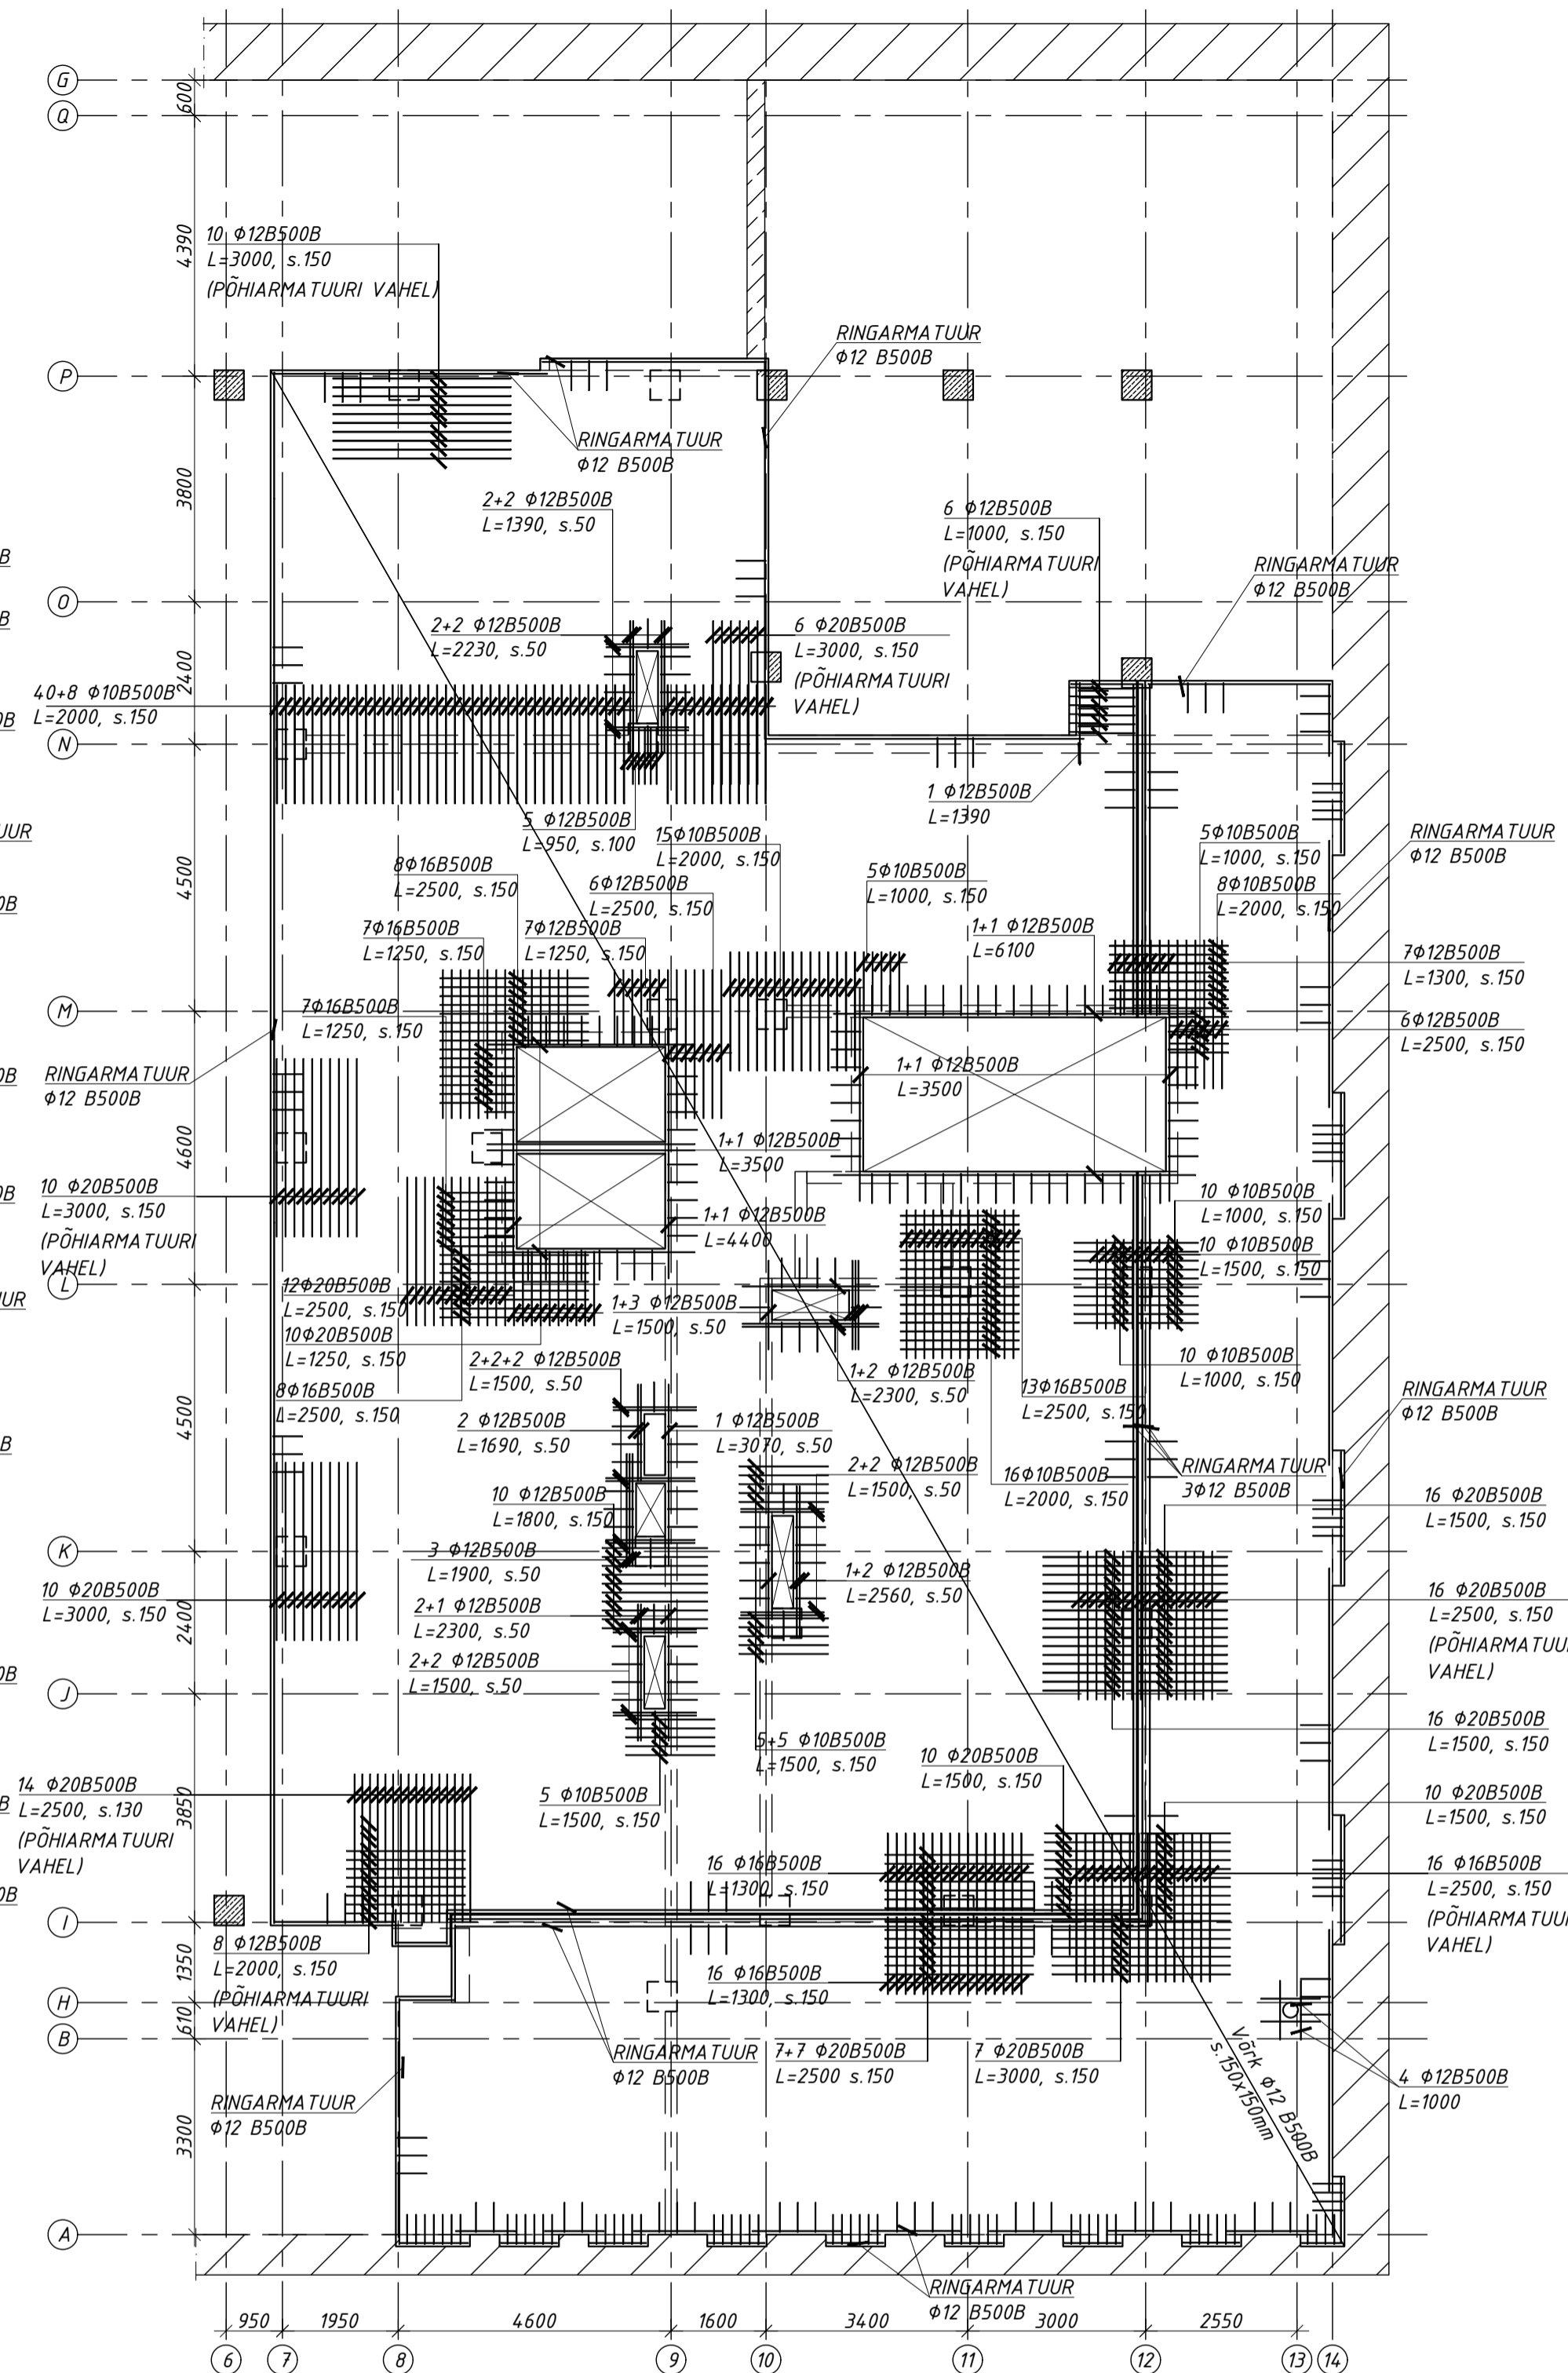 G
600
Q
4390
10 Φ12B500B
L=3000, s.150
(PÕHIARMATUURI VAHEL)
RINGARMATUUR
Φ12 B500B
P
RINGARMATUUR
Φ12 B500B
3800
2+2 Φ12B500B
L=1390, s.50
6 Φ12B500B
L=1000, s.150
(PÕHIARMATUURI
VAHEL)
RINGARMATUUR
Φ12 B500B
B
O
B
2+2 Φ12B500B
L=2230, s.50
6 Φ20B500B
L=3000, s.150
(PÕHIARMATUURI
VAHEL)
2400
40+8 Φ10B500B
L=2000, s.150
0B
N
1 Φ12B500B
L=1390
5 Φ12B500B
L=950, s.100
15Φ10B500B
L=2000, s.150
5Φ10B500B
L=1000, s.150
RINGARMATUUR
Φ12 B500B
UUR
4500
8Φ16B500B
L=2500, s.150
6Φ12B500B
L=2500, s.150
5Φ10B500B
L=1000, s.150
8Φ10B500B
L=2000, s.150
0B
7Φ16B500B
L=1250, s.150
7Φ12B500B
L=1250, s.150
1+1 Φ12B500B
L=6100
7Φ12B500B
L=1300, s.150
M
7Φ16B500B
L=1250, s.150
6Φ12B500B
L=2500, s.150
0B
RINGARMATUUR
Φ12 B500B
1+1 Φ12B500B
L=3500
4600
1+1 Φ12B500B
L=3500
0B
10 Φ20B500B
L=3000, s.150
(PÕHIARMATUURI
VAHEL)
10 Φ10B500B
L=1000, s.150
1+1 Φ12B500B
L=4400
10 Φ10B500B
L=1500, s.150
L
UUR
12Φ20B500B
L=2500, s.150
1+3 Φ12B500B
L=1500, s.50
10Φ20B500B
L=1250, s.150
2+2+2 Φ12B500B
L=1500, s.50
1+2 Φ12B500B
L=2300, s.50
10 Φ10B500B
L=1000, s.150
8Φ16B500B
L=2500, s.150
13Φ16B500B
L=2500, s.150
RINGARMATUUR
Φ12 B500B
4500
B
2 Φ12B500B
L=1690, s.50
1 Φ12B500B
L=3070, s.50
2+2 Φ12B500B
L=1500, s.50
16Φ10B500B
L=2000, s.150
RINGARMATUUR
3Φ12 B500B
10 Φ12B500B
L=1800, s.150
16 Φ20B500B
L=1500, s.150
K
3 Φ12B500B
L=1900, s.50
1+2 Φ12B500B
L=2560, s.50
10 Φ20B500B
L=3000, s.150
16 Φ20B500B
L=2500, s.150
(PÕHIARMATUUR
VAHEL)
2400
2+1 Φ12B500B
L=2300, s.50
2+2 Φ12B500B
L=1500, s.50
0B
J
16 Φ20B500B
L=1500, s.150
5+5 Φ10B500B
L=1500, s.150
10 Φ20B500B
L=1500, s.150
B
14 Φ20B500B
L=2500, s.130
(PÕHIARMATUURI
VAHEL)
3850
5 Φ10B500B
L=1500, s.150
10 Φ20B500B
L=1500, s.150
16 Φ16B500B
L=1300, s.150
16 Φ16B500B
L=2500, s.150
(PÕHIARMATUUR
VAHEL)
0B
I
8 Φ12B500B
L=2000, s.150
(PÕHIARMATUURI
VAHEL)
1350
16 Φ16B500B
L=1300, s.150
H
610
B
RINGARMATUUR
Φ12 B500B
7+7 Φ20B500B
L=2500 s.150
7 Φ20B500B
L=3000, s.150
4 Φ12B500B
L=1000
Võrk Φ12 B500B
s.150x150mm
RINGARMATUUR
Φ12 B500B
3300
A
RINGARMATUUR
Φ12 B500B
950
1950
4600
1600
3400
3000
2550
6
7
8
9
10
11
12
13
14